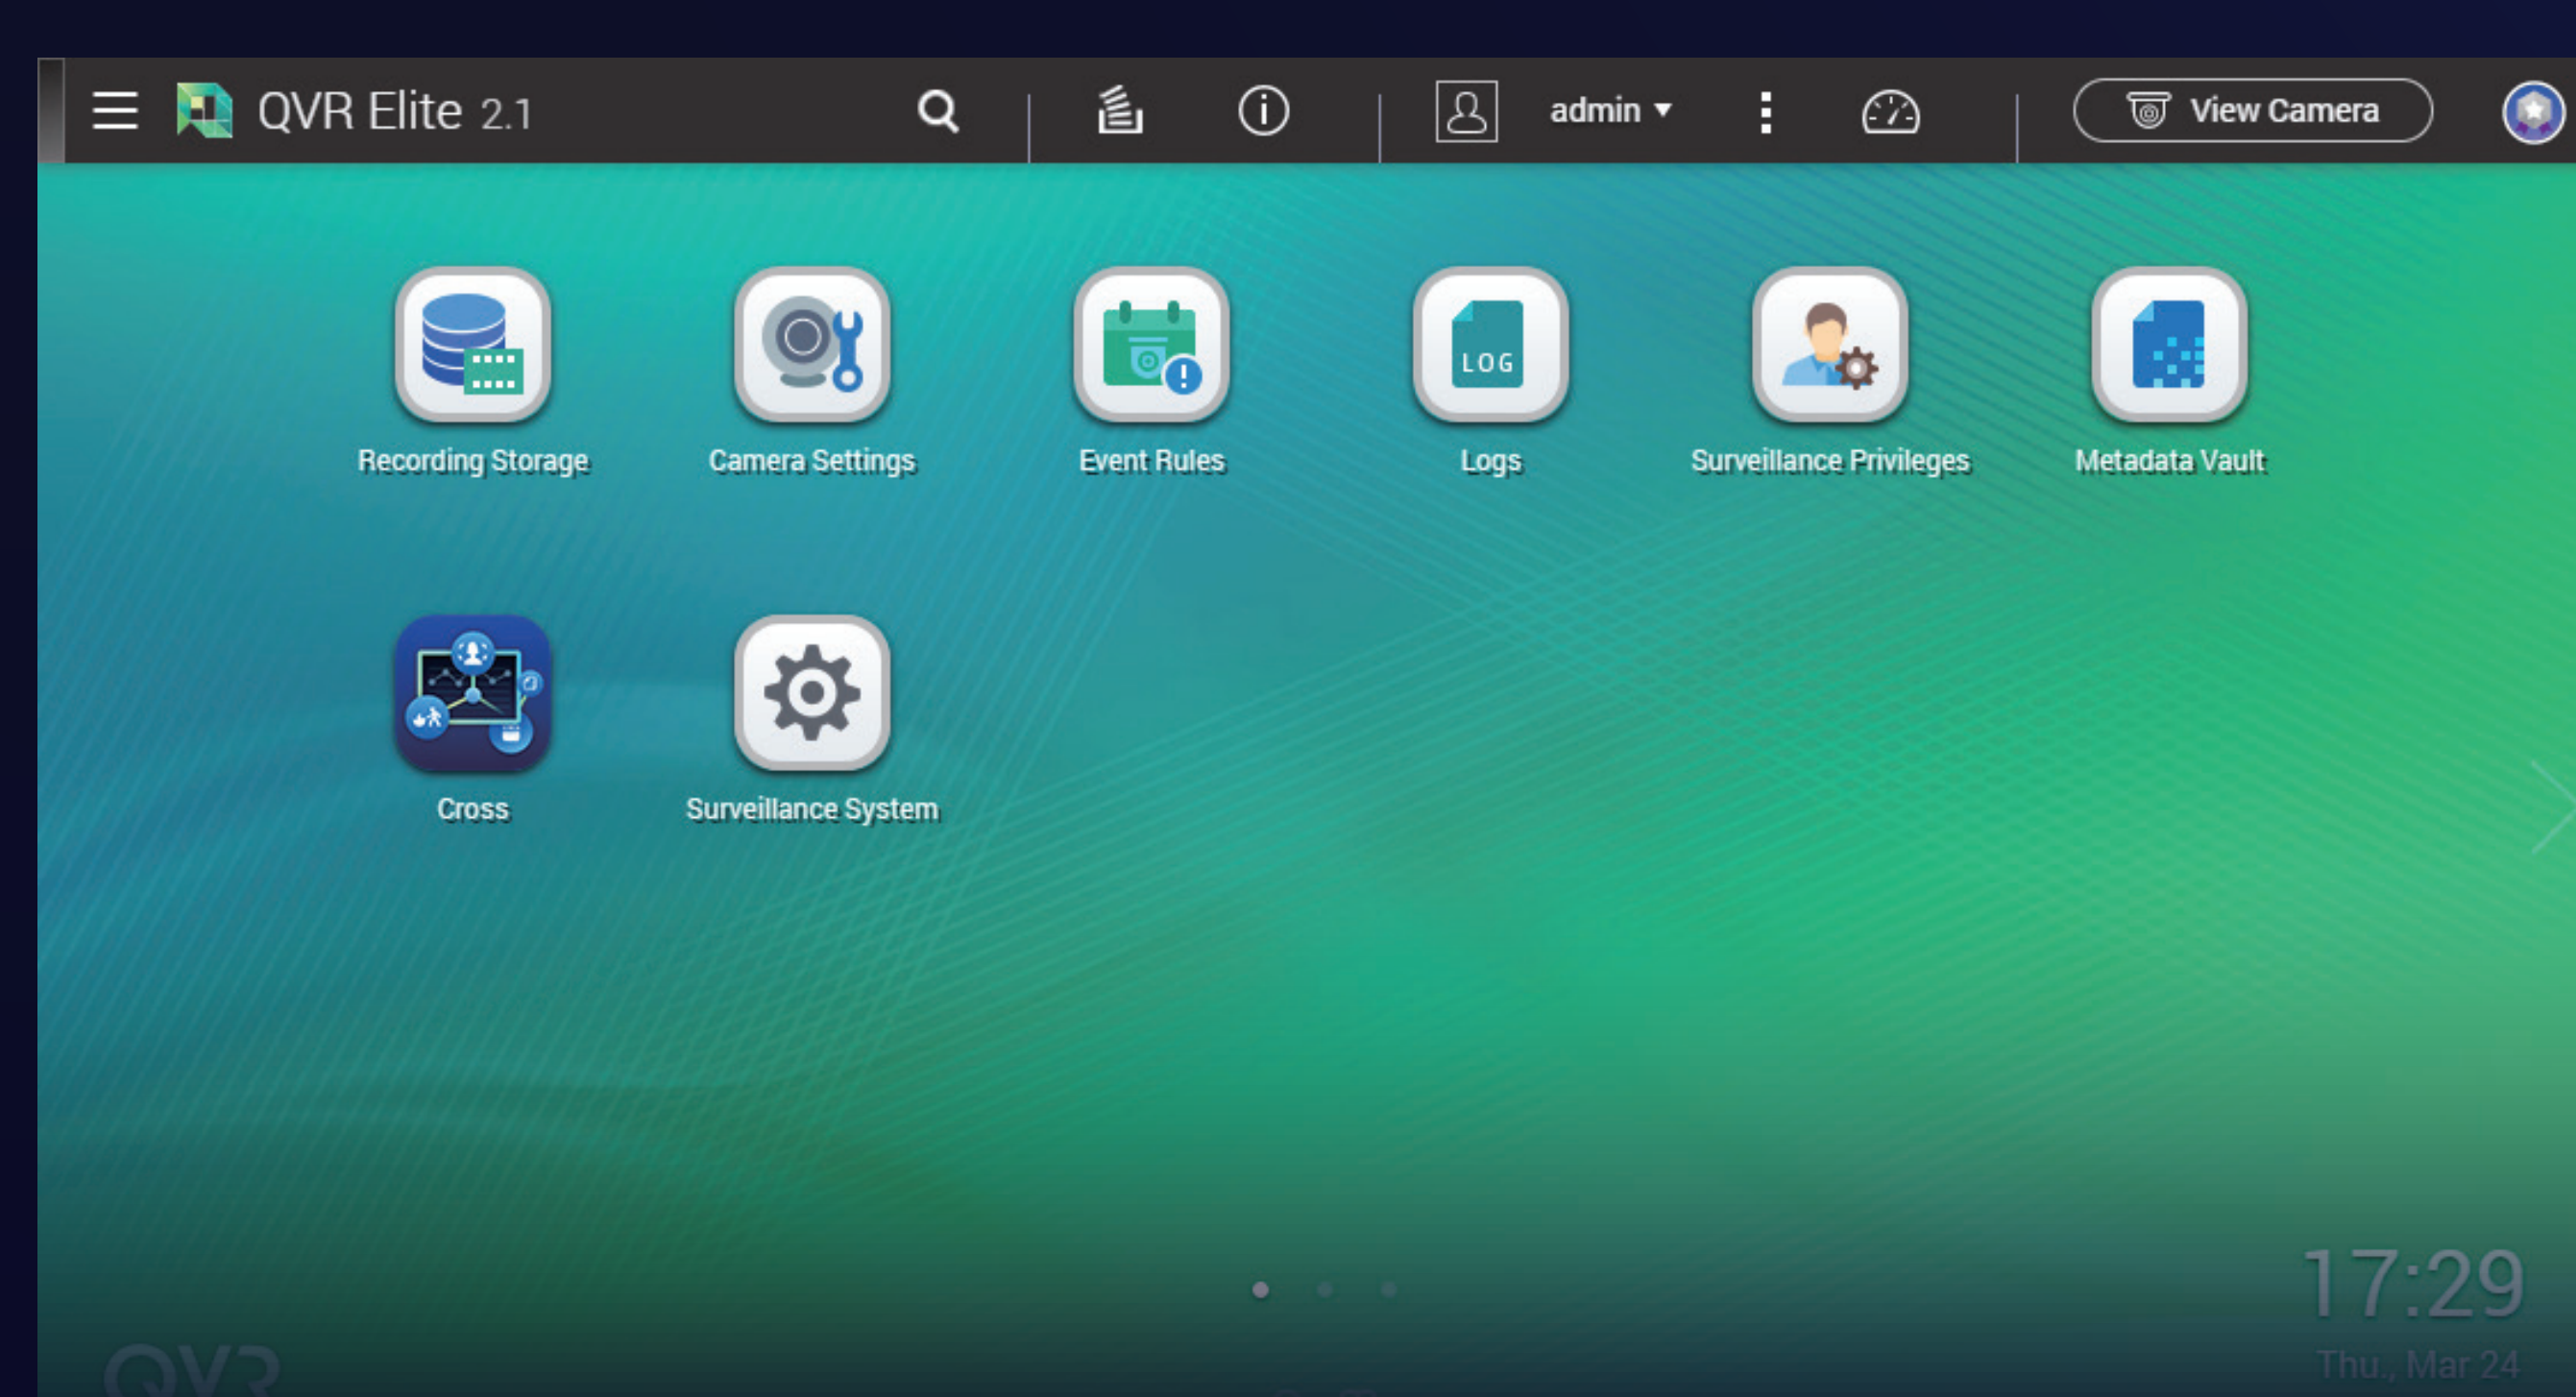 QVR Elite 2.1
admin
View Camera
LOG
Recording Storage
Camera Settings
Event Rules
Logs
Surveillance Privileges
Metadata Vault
Cross
Surveillance System
17:29
Thu., Mar 24
QVR